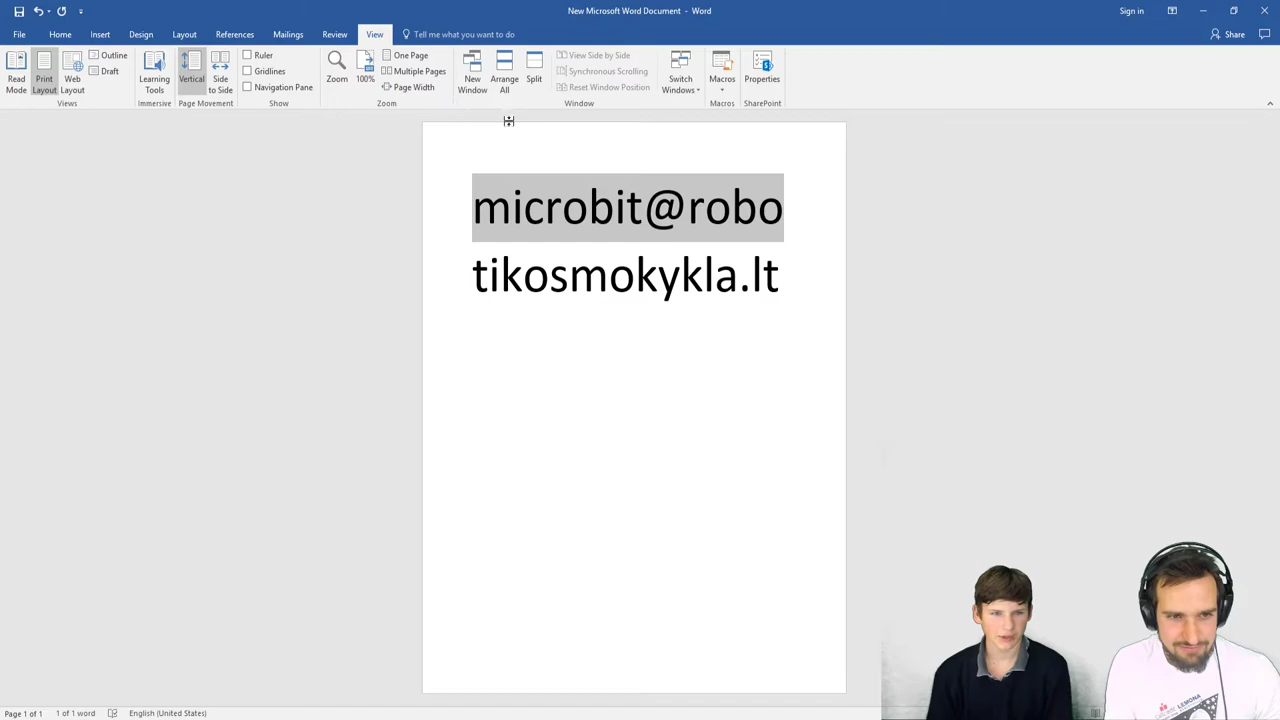 New Microsoft Word Document - Word
Sign in
File Home Insert Design Layout References Mailings Review View Tell me what you want to do
Share
Read Mode
Print Layout
Web Layout
Outline
Draft
Views
Learning Tools
Immersive
Vertical
Side to Side
Page Movement
Ruler
Gridlines
Navigation Pane
Show
Zoom
100%
One Page
Multiple Pages
Page Width
Zoom
New Window
Arrange All
Split
View Side by Side
Synchronous Scrolling
Reset Window Position
Window
Switch Windows
Macros
Macros
Properties
SharePoint
microbit@robo
tikosmokykla.lt
LEMONA
Page 1 of 1 1 of 1 word English (United States)